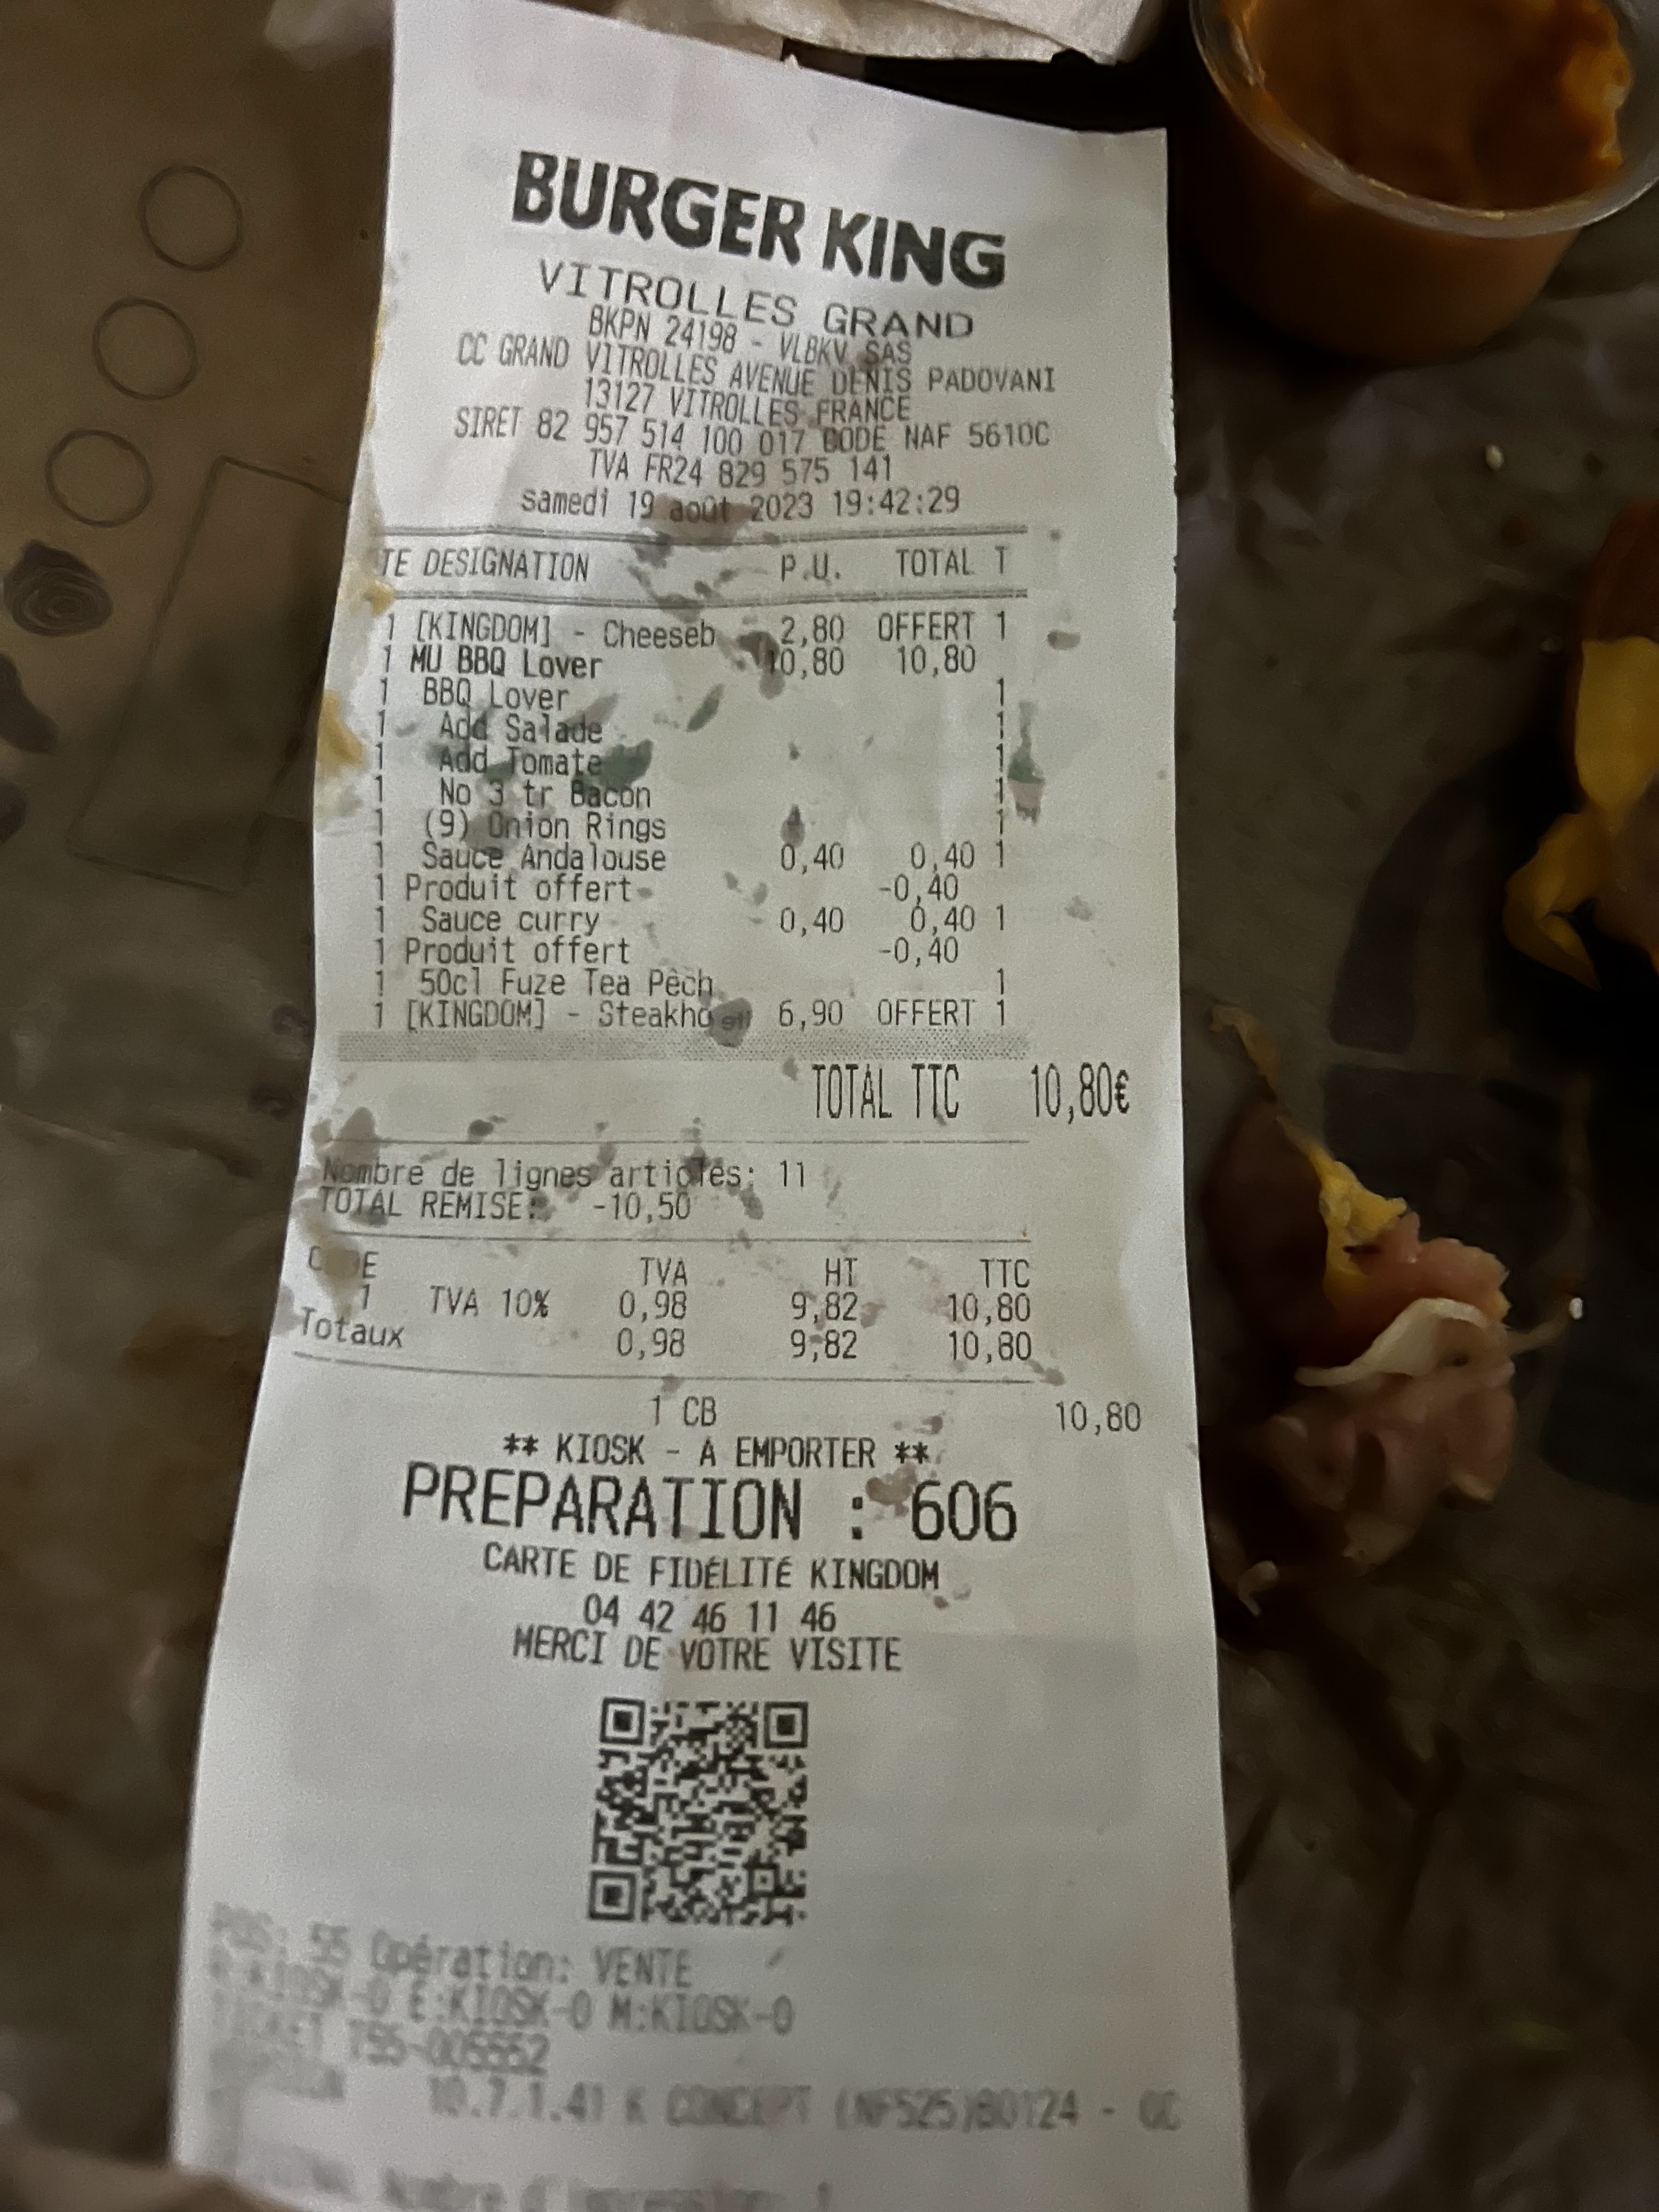 BURGER KING
VITROLLES GRAND
BKPN 24198 - VLBKV SAS
CC GRAND VITROLLES AVENUE DENIS PADOVANI
13127 VITROLLES FRANCE
SIRET 82 957 514 100 017 CODE NAF 5610C
TVA FR24 829 575 141
samedi 19 août 2023 19:42:29
TE DESIGNATION P.U. TOTAL T
1 [KINGDOM] - Cheeseb 2,80 OFFERT 1
1 MU BBQ Lover 10,80 10,80
1 BBQ Lover 1
1 Add Salade 1
1 Add Tomate 1
1 No 3 tr Bacon 1
1 (9) Onion Rings 1
1 Sauce Andalouse 0,40 0,40 1
1 Produit offert -0,40
1 Sauce curry 0,40 0,40 1
1 Produit offert -0,40
1 50cl Fuze Tea Pêch 1
1 [KINGDOM] - Steakho 6,90 OFFERT 1
TOTAL TTC 10,80€
Nombre de lignes articles: 11
TOTAL REMISE: -10,50
TVA HT TTC
1 TVA 10% 0,98 9,82 10,80
Totaux 0,98 9,82 10,80
1 CB 10,80
** KIOSK - A EMPORTER **
PREPARATION : 606
CARTE DE FIDÉLITÉ KINGDOM
04 42 46 11 46
MERCI DE VOTRE VISITE
POS: 55 Opération: VENTE
E:KIOSK-0 M:KIOSK-0
TICKET T55-005552
10.7.1.41 K CONCEPT (NF525)